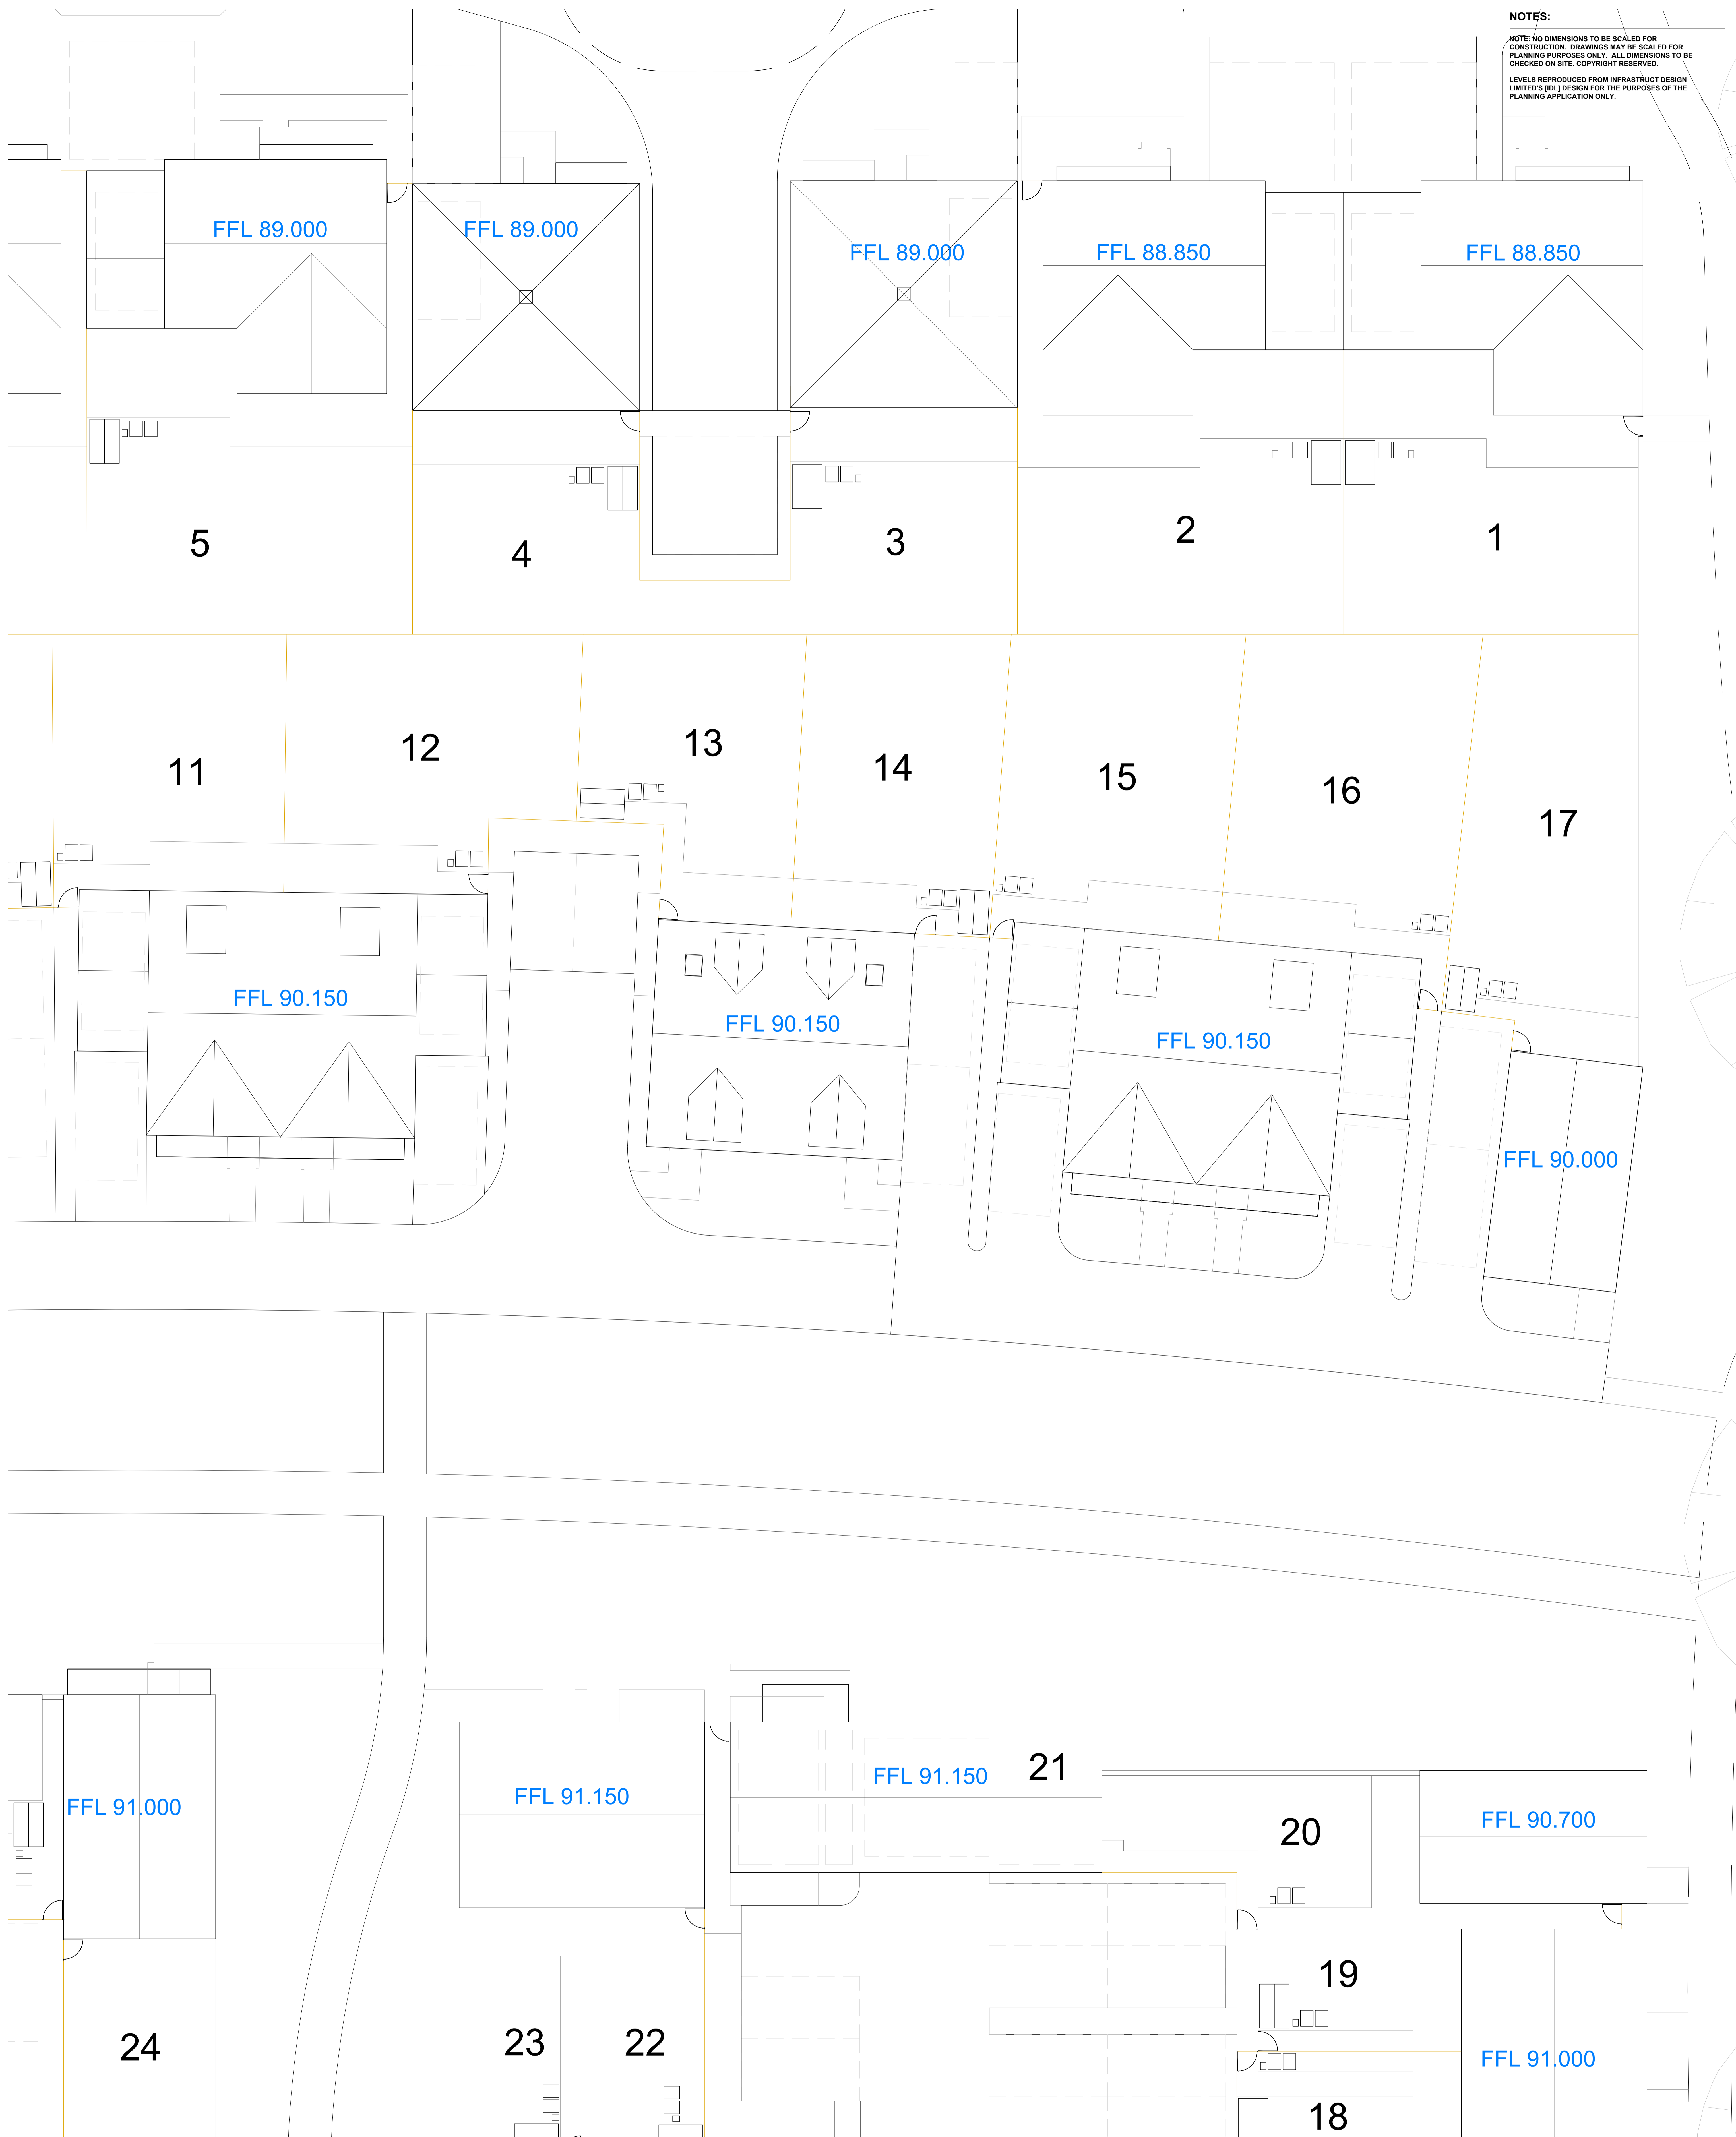 NOTES:
NOTE: NO DIMENSIONS TO BE SCALED FOR
CONSTRUCTION. DRAWINGS MAY BE SCALED FOR
PLANNING PURPOSES ONLY. ALL DIMENSIONS TO BE
CHECKED ON SITE. COPYRIGHT RESERVED.
LEVELS REPRODUCED FROM INFRASTRUCT DESIGN
LIMITED'S [IDL] DESIGN FOR THE PURPOSES OF THE
PLANNING APPLICATION ONLY.
FFL 89.000
FFL 89.000
FFL 89.000
FFL 88.850
FFL 88.850
5
4
3
2
1
11
12
13
14
15
16
17
FFL 90.150
FFL 90.150
FFL 90.150
FFL 90.000
FFL 91.000
FFL 91.150
FFL 91.150
21
20
FFL 90.700
19
24
23
22
FFL 91.000
18